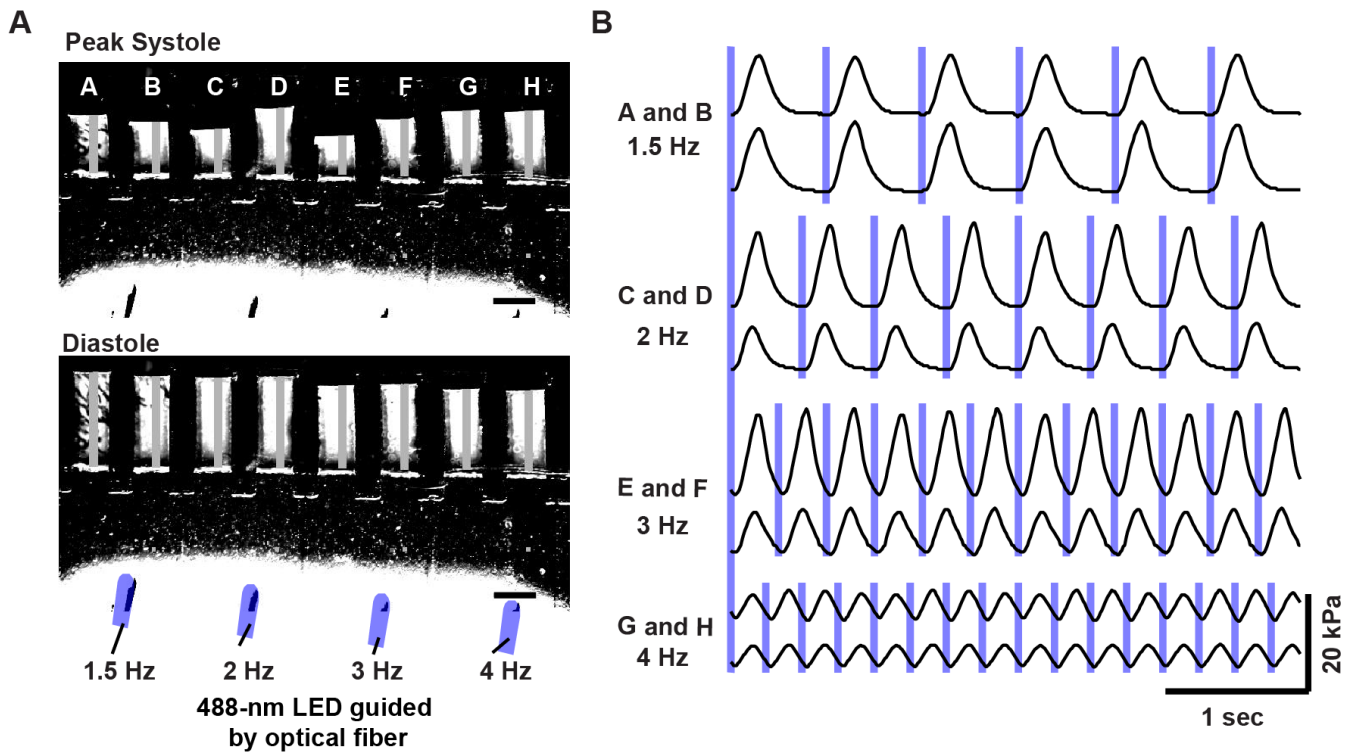 A
Peak Systole
A B C D E F G H
Diastole
1.5 Hz 2 Hz 3 Hz 4 Hz
488-nm LED guided
by optical fiber
B
A and B
1.5 Hz
C and D
2 Hz
E and F
3 Hz
G and H
4 Hz
20 kPa
1 sec